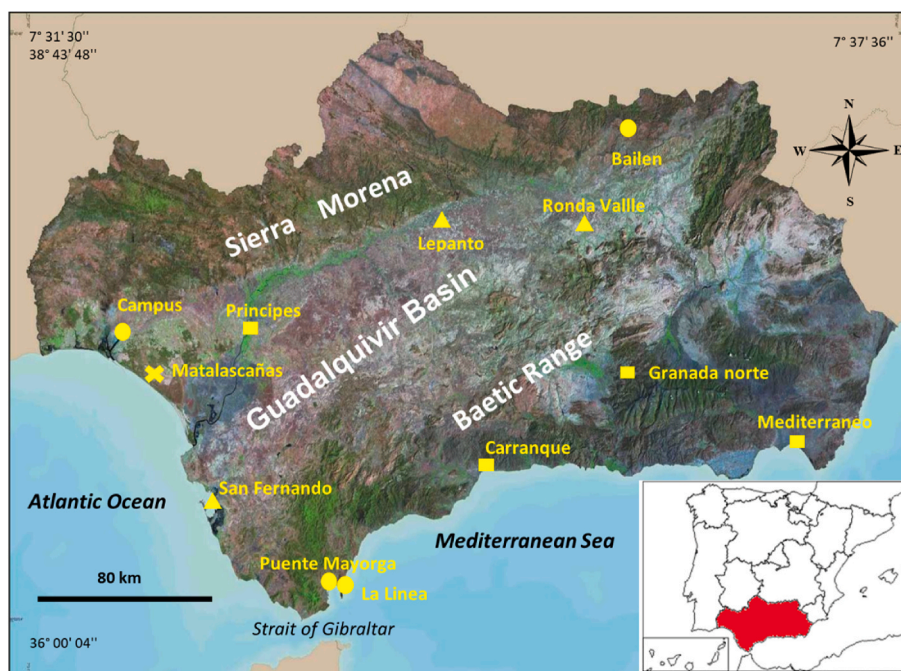 7° 31' 30''
38° 43' 48''
7° 37' 36''
N
W
E
S
Bailen
Sierra Morena
Ronda Vallle
Lepanto
Campus
Principes
Guadalquivir Basin
Matalascañas
Baetic Range
Granada norte
Mediterraneo
Carranque
San Fernando
Atlantic Ocean
Mediterranean Sea
Puente Mayorga
80 km
La Linea
Strait of Gibraltar
36° 00' 04''